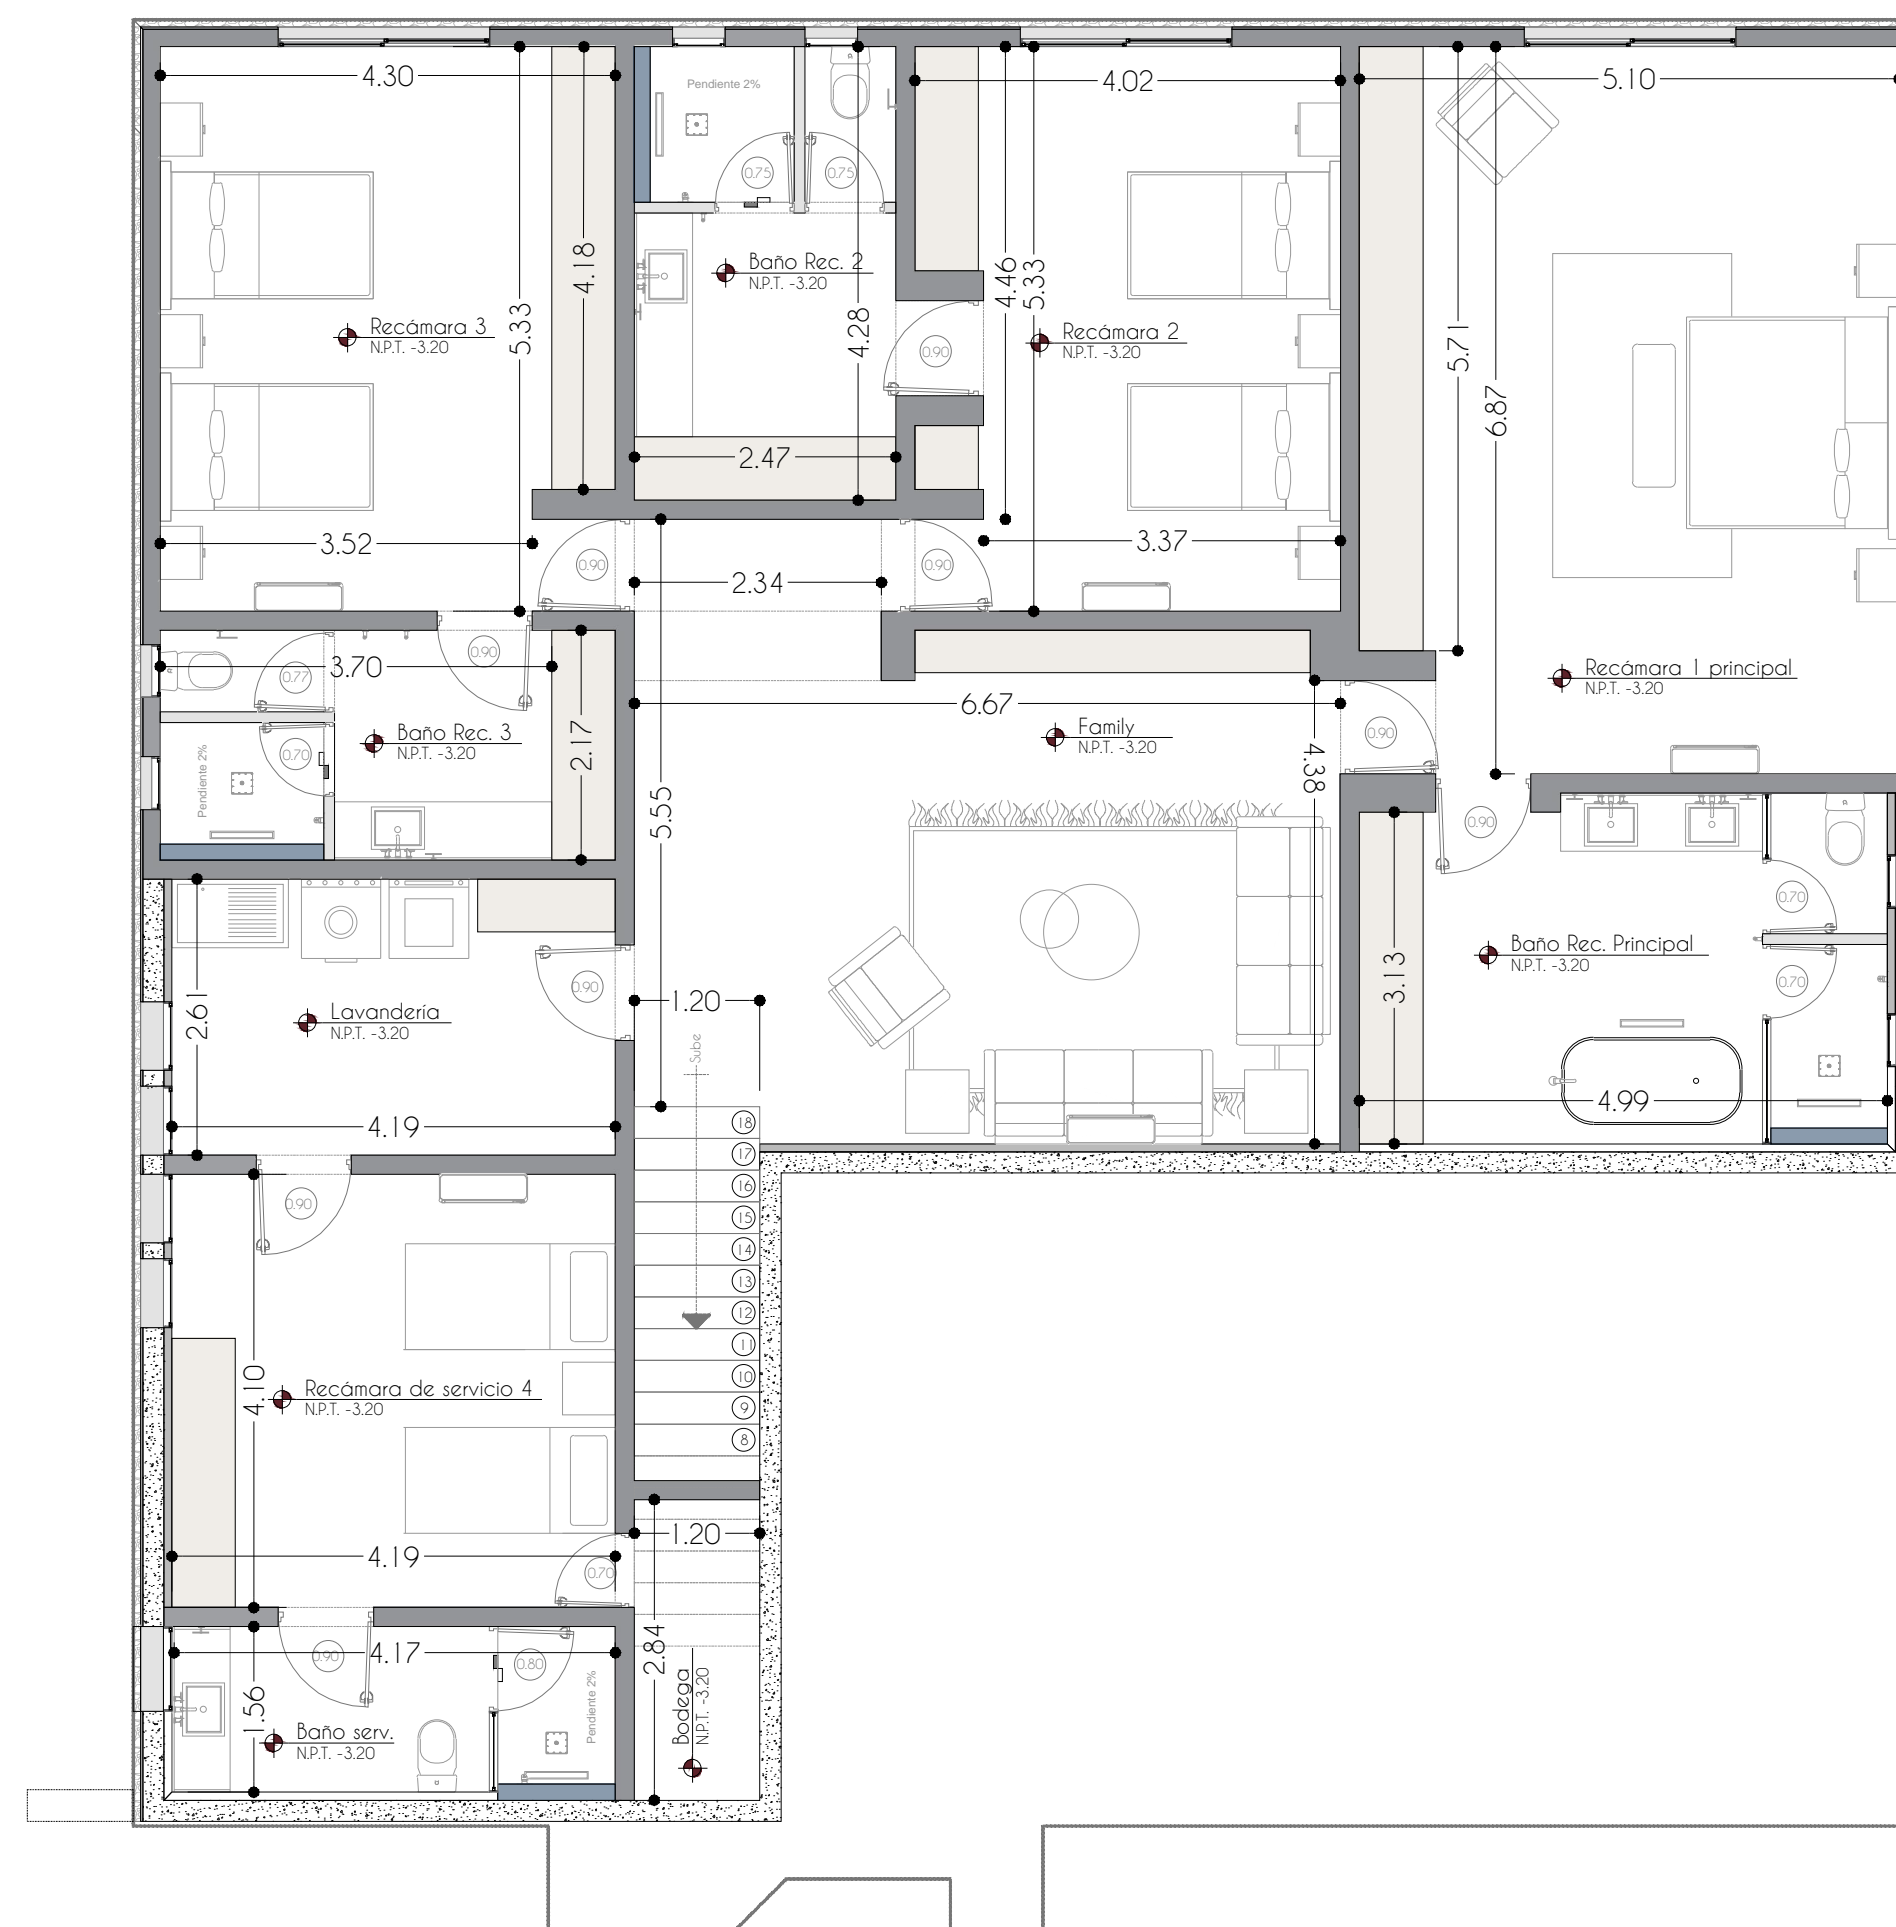 4.30
Pendiente 2%
4.02
5.10
0.75
0.75
4.18
Baño Rec. 2
N.P.T. -3.20
4.46
5.33
5.33
Recámara 3
N.P.T. -3.20
4.28
0.90
Recámara 2
N.P.T. -3.20
5.71
6.87
2.47
3.52
0.90
2.34
0.90
3.37
0.90
3.70
0.77
Recámara 1 principal
N.P.T. -3.20
6.67
Family
N.P.T. -3.20
0.90
Baño Rec. 3
N.P.T. -3.20
2.17
0.70
Pendiente 2%
4.38
5.55
0.90
0.70
Baño Rec. Principal
N.P.T. -3.20
3.13
0.90
0.70
2.61
Lavandería
N.P.T. -3.20
1.20
Sube
4.99
4.19
18
17
16
15
14
13
12
11
10
9
8
0.90
4.10
Recámara de servicio 4
N.P.T. -3.20
1.20
4.19
0.70
2.84
0.90
4.17
0.80
Pendiente 2%
Bodega
N.P.T. -3.20
1.56
Baño serv.
N.P.T. -3.20